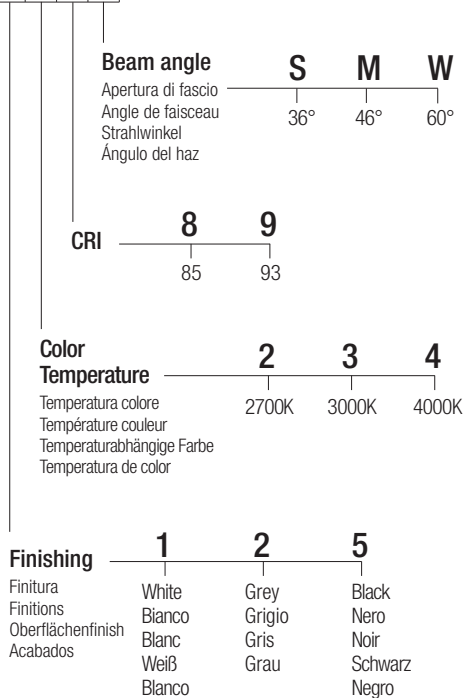 Beam angle
Apertura di fascio
Angle de faisceau
Strahlwinkel
Ángulo del haz
S M W
36° 46° 60°
CRI
8 9
85 93
Color
Temperature
Temperatura colore
Température couleur
Temperaturabhängige Farbe
Temperatura de color
2 3 4
2700K 3000K 4000K
Finishing
Finitura
Finitions
Oberflächenfinish
Acabados
1 2 5
White Grey Black
Bianco Grigio Nero
Blanc Gris Noir
Weiß Grau Schwarz
Blanco Negro